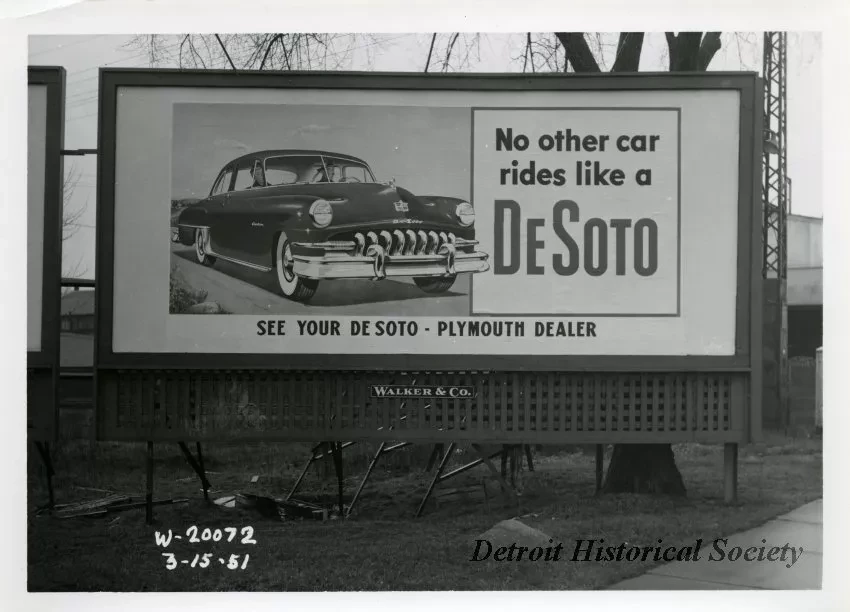 No other car
rides like a
DeSoto
DeSoto
SEE YOUR DE SOTO - PLYMOUTH DEALER
WALKER & CO.
W-20072
3-15-51
Detroit Historical Society